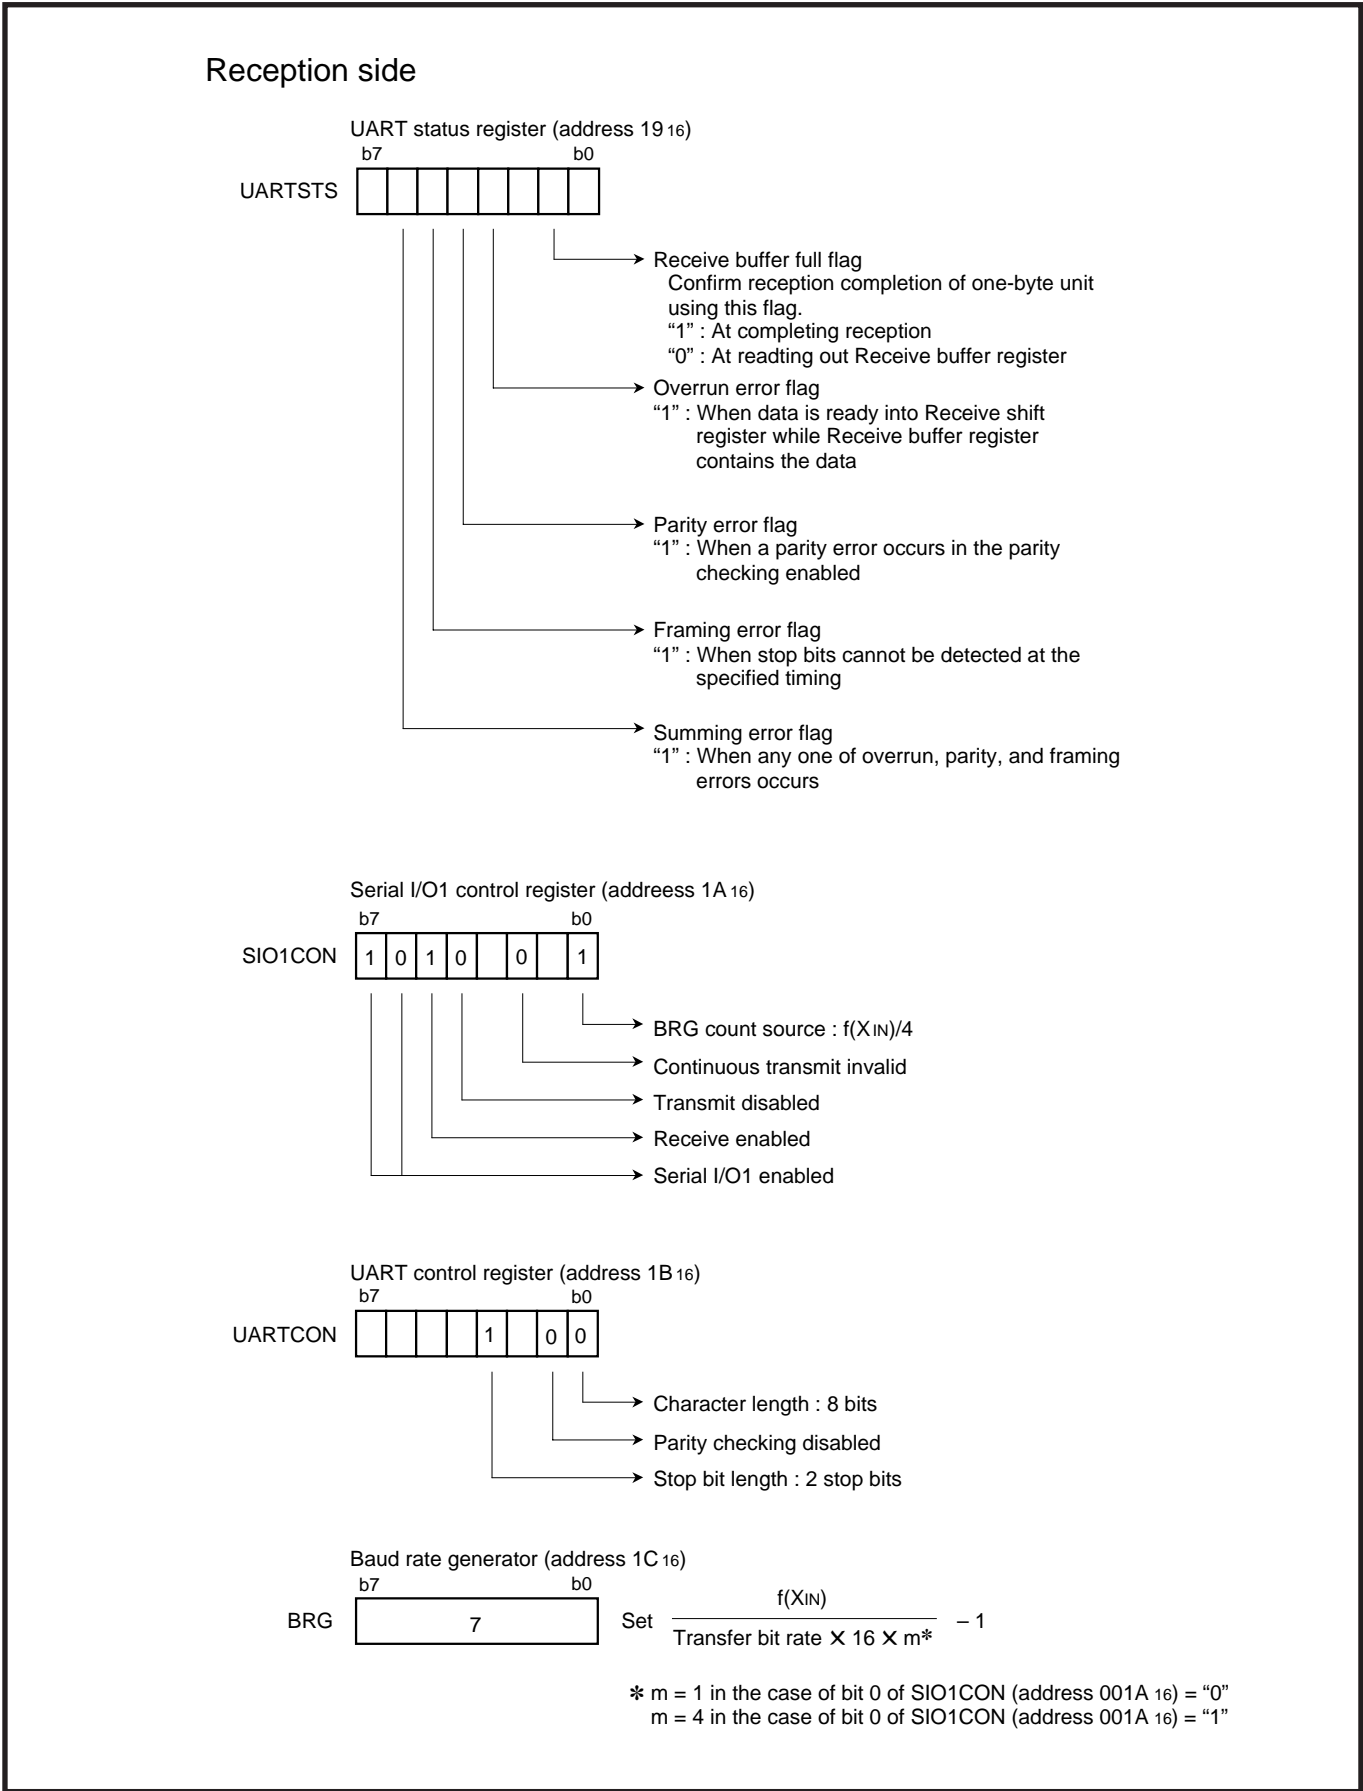 Reception side
UART status register (address 19 16)
b7 b0
UARTSTS
Receive buffer full flag
Confirm reception completion of one-byte unit
using this flag.
“1” : At completing reception
“0” : At readting out Receive buffer register
Overrun error flag
“1” : When data is ready into Receive shift
register while Receive buffer register
contains the data
Parity error flag
“1” : When a parity error occurs in the parity
checking enabled
Framing error flag
“1” : When stop bits cannot be detected at the
specified timing
Summing error flag
“1” : When any one of overrun, parity, and framing
errors occurs
Serial I/O1 control register (addreess 1A 16)
b7 b0
SIO1CON 1 0 1 0 0 1
BRG count source : f(XIN)/4
Continuous transmit invalid
Transmit disabled
Receive enabled
Serial I/O1 enabled
UART control register (address 1B 16)
b7 b0
UARTCON 1 0 0
Character length : 8 bits
Parity checking disabled
Stop bit length : 2 stop bits
Baud rate generator (address 1C 16)
b7 b0
f(XIN)
BRG 7 Set – 1
Transfer bit rate ✕ 16 ✕ m✻
✻ m = 1 in the case of bit 0 of SIO1CON (address 001A 16) = “0”
m = 4 in the case of bit 0 of SIO1CON (address 001A 16) = “1”